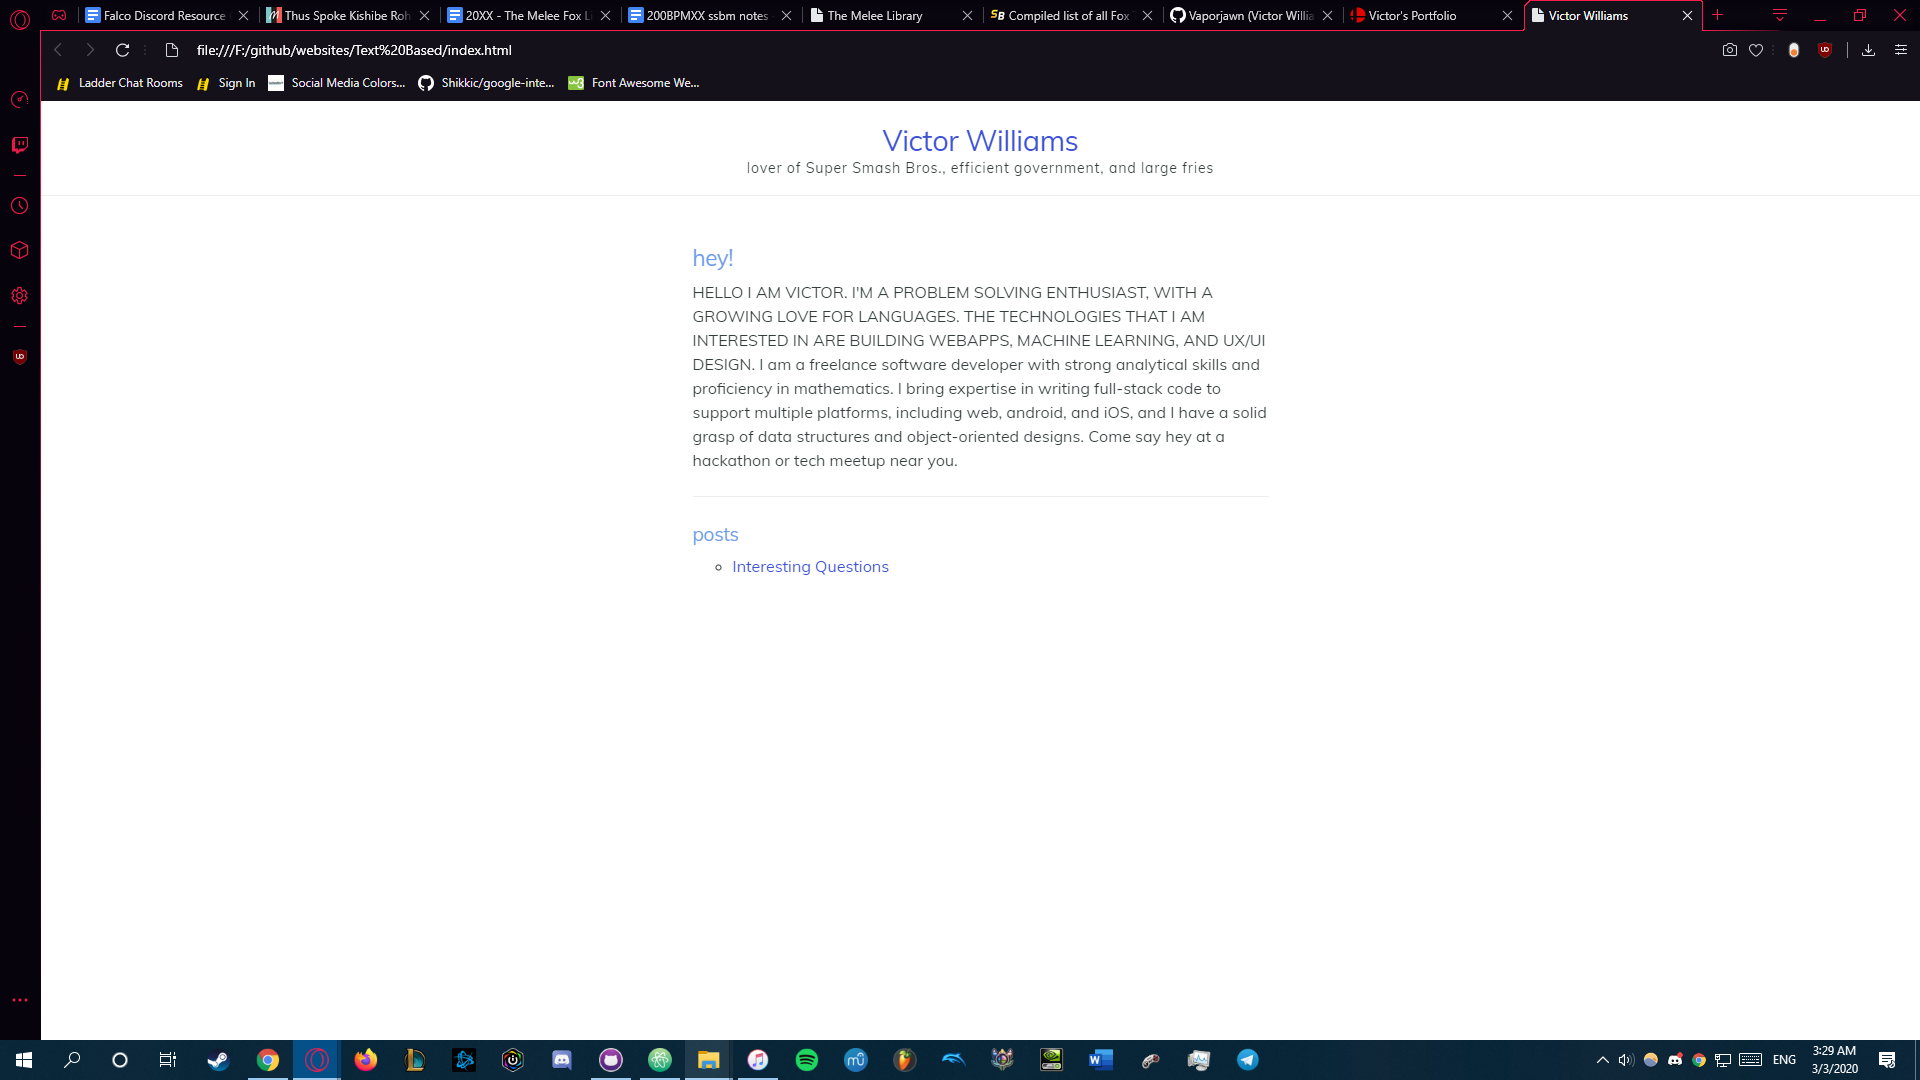 Falco Discord Resource
Thus Spoke Kishibe Roh
20XX - The Melee Fox Li
200BPMXX ssbm notes
The Melee Library
Compiled list of all Fox
Vaporjawn (Victor Willia
Victor's Portfolio
Victor Williams
file:///F:/github/websites/Text%20Based/index.html
Ladder Chat Rooms
Sign In
Social Media Colors...
Shikkic/google-inte...
Font Awesome We...
Victor Williams
lover of Super Smash Bros., efficient government, and large fries
hey!
HELLO I AM VICTOR. I'M A PROBLEM SOLVING ENTHUSIAST, WITH A
GROWING LOVE FOR LANGUAGES. THE TECHNOLOGIES THAT I AM
INTERESTED IN ARE BUILDING WEBAPPS, MACHINE LEARNING, AND UX/UI
DESIGN. I am a freelance software developer with strong analytical skills and
proficiency in mathematics. I bring expertise in writing full-stack code to
support multiple platforms, including web, android, and iOS, and I have a solid
grasp of data structures and object-oriented designs. Come say hey at a
hackathon or tech meetup near you.
posts
Interesting Questions
ENG
3:29 AM
3/3/2020